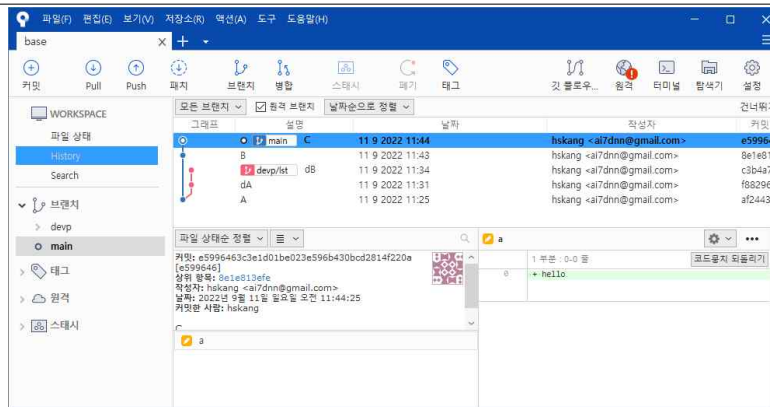 파일(F) 편집(E) 보기(V) 저장소(R) 액션(A) 도구 도움말(H)
base
커밋 Pull Push 패치 브랜치 병합 스태시 폐기 태그 깃 플로우... 원격 터미널 탐색기 설정
WORKSPACE
파일 상태
History
Search
브랜치
devp
main
태그
원격
스태시
모든 브랜치 원격 브랜치 날짜순으로 정렬 건너뛰
그래프 설명 날짜 작성자 커밋
main C 11 9 2022 11:44 hskang <ai7dnn@gmail.com> e5996
B 11 9 2022 11:43 hskang <ai7dnn@gmail.com> 8e1e81
devp/lst dB 11 9 2022 11:34 hskang <ai7dnn@gmail.com> c3b4a7
dA 11 9 2022 11:31 hskang <ai7dnn@gmail.com> f88296
A 11 9 2022 11:25 hskang <ai7dnn@gmail.com> af2443
파일 상태순 정렬
커밋: e5996463c3e1d01be023e596b430bcd2814f220a
[e599646]
상위 항목: 8e1e813efe
작성자: hskang <ai7dnn@gmail.com>
날짜: 2022년 9월 11일 일요일 오전 11:44:25
커밋한 사람: hskang
C
a
a
1 부분 : 0-0 줄 코드뭉치 되돌리기
0 + hello